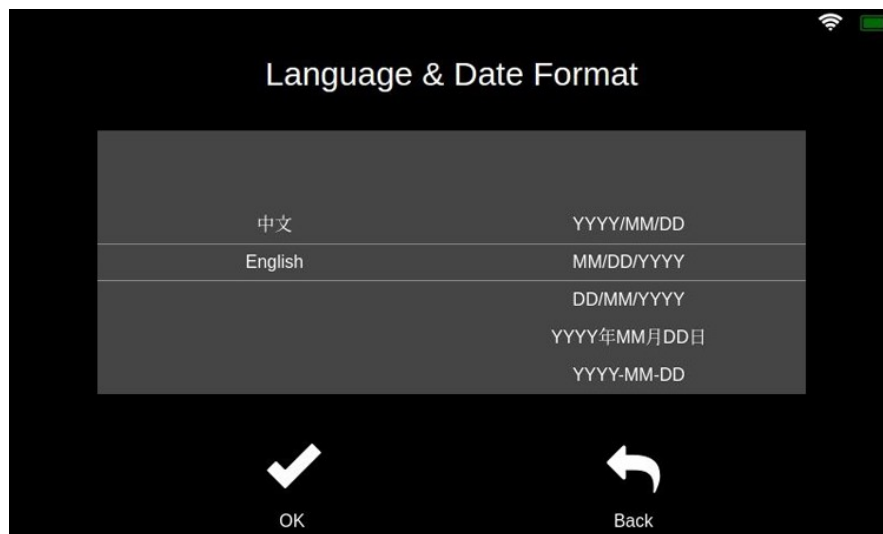 Language & Date Format
中文 YYYY/MM/DD
English MM/DD/YYYY
DD/MM/YYYY
YYYY年MM月DD日
YYYY-MM-DD
OK Back